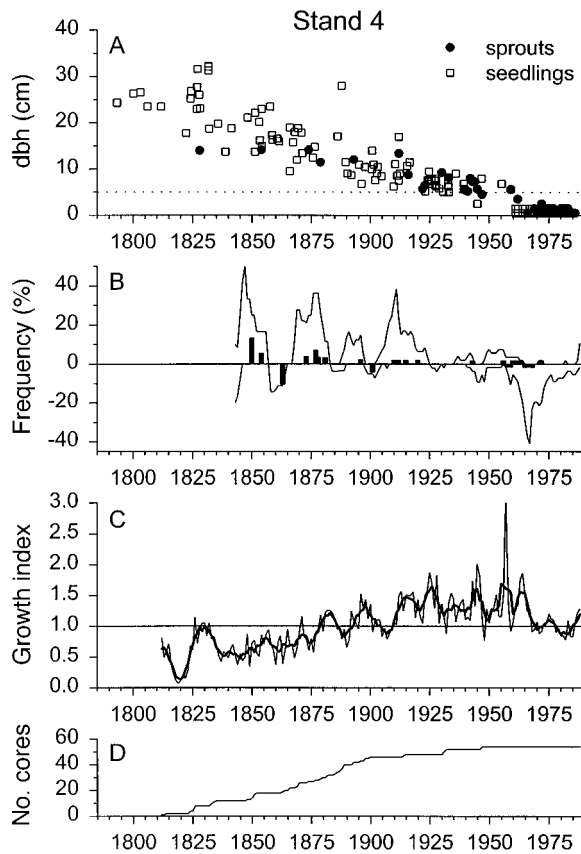 Stand 4
A
sprouts
seedlings
dbh (cm)
40
30
20
10
0
1800 1825 1850 1875 1900 1925 1950 1975
B
Frequency (%)
40
20
0
-20
-40
1800 1825 1850 1875 1900 1925 1950 1975
C
Growth index
3.0
2.5
2.0
1.5
1.0
0.5
0.0
1800 1825 1850 1875 1900 1925 1950 1975
D
No. cores
60
40
20
0
1800 1825 1850 1875 1900 1925 1950 1975